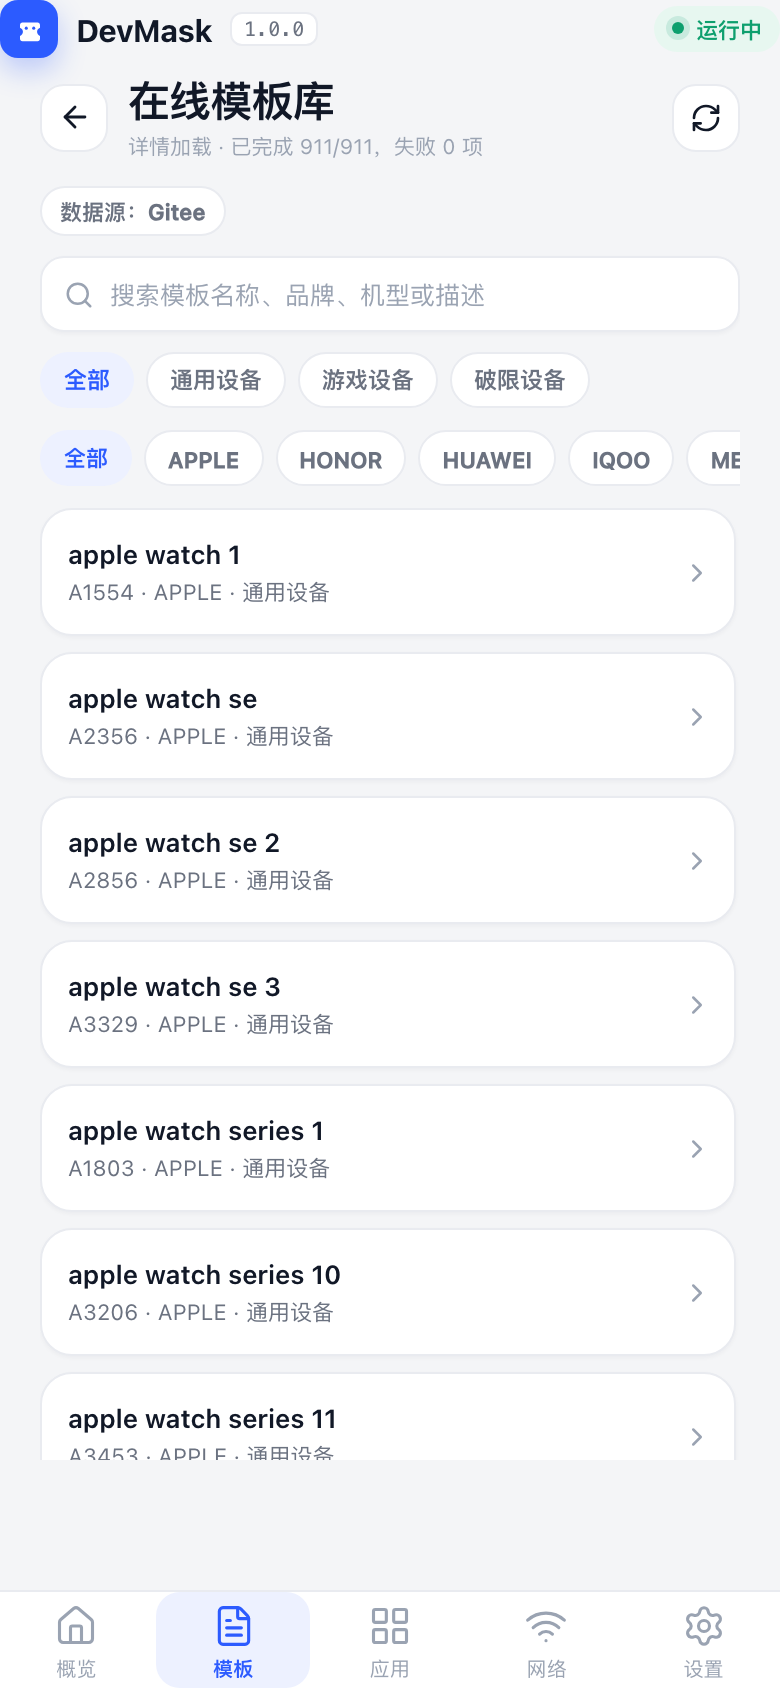 DevMask 1.0.0 运行中
在线模板库
详情加载 · 已完成 911/911，失败 0 项
数据源：Gitee
搜索模板名称、品牌、机型或描述
全部 通用设备 游戏设备 破限设备
全部 APPLE HONOR HUAWEI IQOO ME
apple watch 1
A1554 · APPLE · 通用设备
apple watch se
A2356 · APPLE · 通用设备
apple watch se 2
A2856 · APPLE · 通用设备
apple watch se 3
A3329 · APPLE · 通用设备
apple watch series 1
A1803 · APPLE · 通用设备
apple watch series 10
A3206 · APPLE · 通用设备
apple watch series 11
A3453 · APPLE · 通用设备
概览 模板 应用 网络 设置